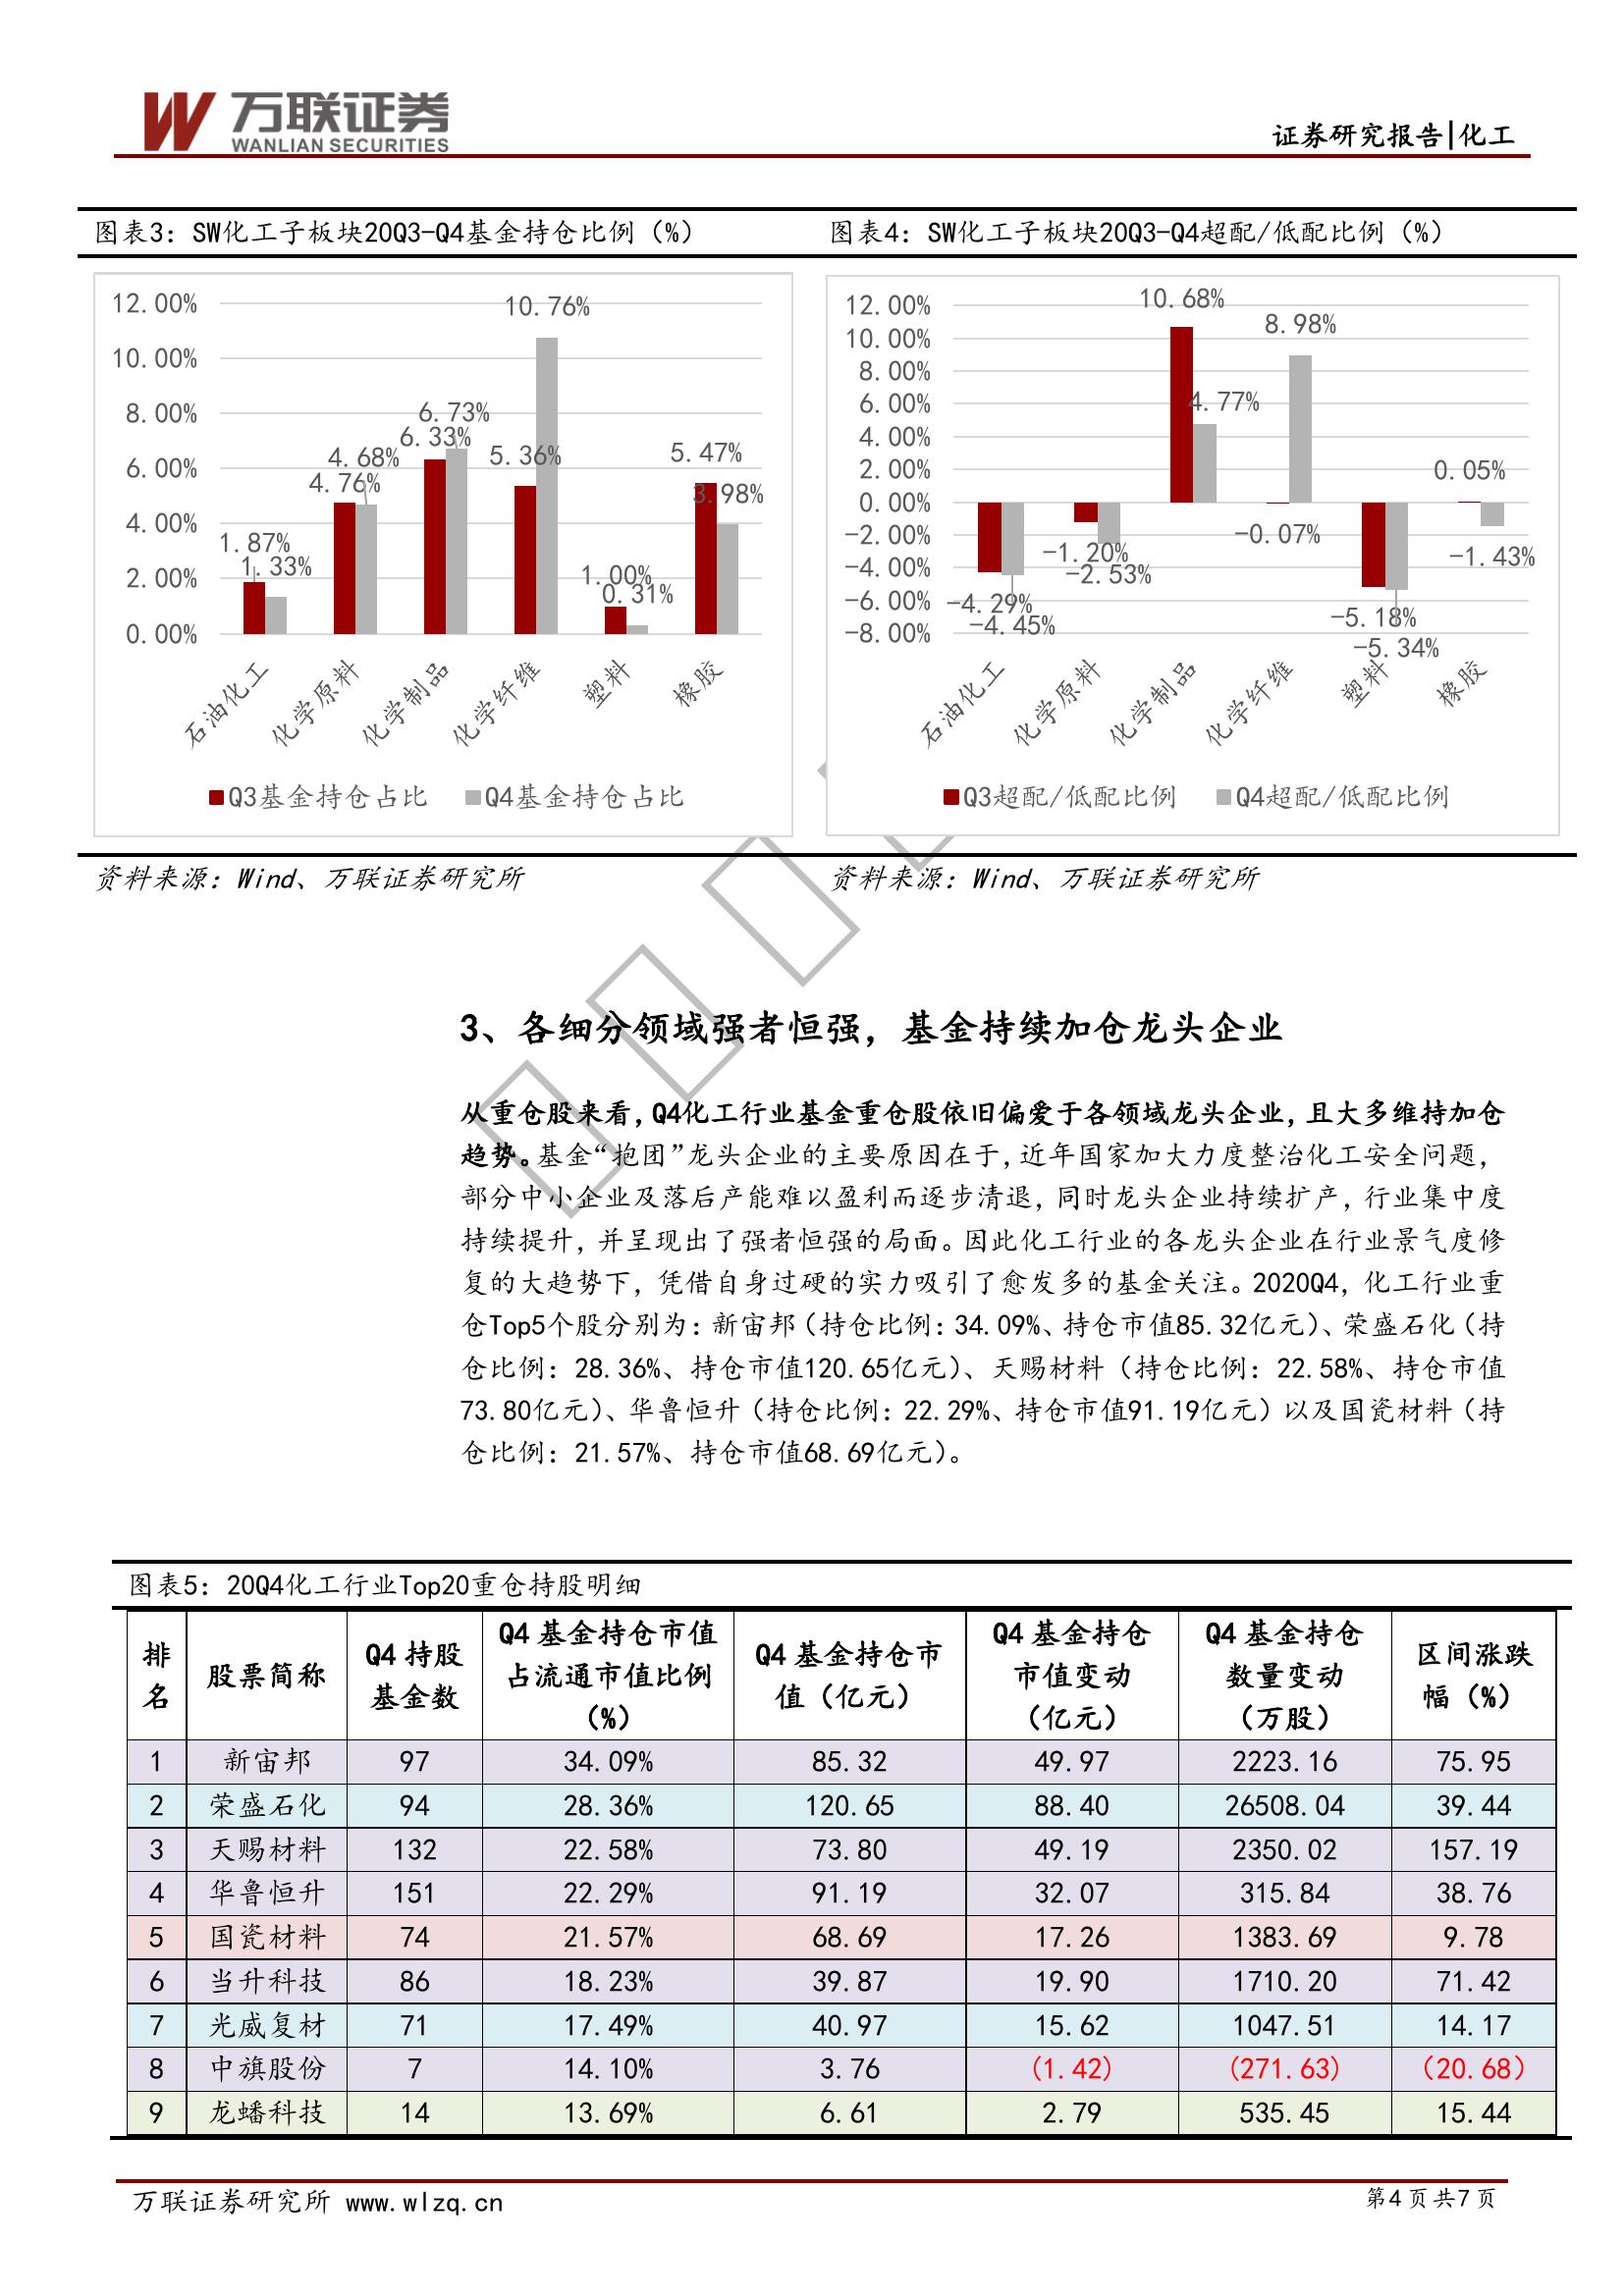 万联证券
WANLIAN SECURITIES
证券研究报告|化工
图表3：SW化工子板块20Q3-Q4基金持仓比例（%）
12.00%
10.00%
8.00%
6.00%
4.00%
2.00%
0.00%
1.87%
1.33%
4.76%
4.68%
6.33%
6.73%
5.36%
10.76%
1.00%
0.31%
5.47%
3.98%
石油化工
化学原料
化学制品
化学纤维
塑料
橡胶
Q3基金持仓占比 Q4基金持仓占比
资料来源：Wind、万联证券研究所
图表4：SW化工子板块20Q3-Q4超配/低配比例（%）
12.00%
10.00%
8.00%
6.00%
4.00%
2.00%
0.00%
-2.00%
-4.00%
-6.00%
-8.00%
-4.29%
-4.45%
-1.20%
-2.53%
10.68%
4.77%
-0.07%
8.98%
-5.18%
-5.34%
0.05%
-1.43%
石油化工
化学原料
化学制品
化学纤维
塑料
橡胶
Q3超配/低配比例 Q4超配/低配比例
资料来源：Wind、万联证券研究所
3、各细分领域强者恒强，基金持续加仓龙头企业
从重仓股来看，Q4化工行业基金重仓股依旧偏爱于各领域龙头企业，且大多维持加仓
趋势。基金“抱团”龙头企业的主要原因在于，近年国家加大力度整治化工安全问题，
部分中小企业及落后产能难以盈利而逐步清退，同时龙头企业持续扩产，行业集中度
持续提升，并呈现出了强者恒强的局面。因此化工行业的各龙头企业在行业景气度修
复的大趋势下，凭借自身过硬的实力吸引了愈发多的基金关注。2020Q4，化工行业重
仓Top5个股分别为：新宙邦（持仓比例：34.09%、持仓市值85.32亿元）、荣盛石化（持
仓比例：28.36%、持仓市值120.65亿元）、天赐材料（持仓比例：22.58%、持仓市值
73.80亿元）、华鲁恒升（持仓比例：22.29%、持仓市值91.19亿元）以及国瓷材料（持
仓比例：21.57%、持仓市值68.69亿元）。
图表5：20Q4化工行业Top20重仓持股明细
排名 股票简称 Q4 持股基金数 Q4 基金持仓市值占流通市值比例（%） Q4 基金持仓市值（亿元） Q4 基金持仓市值变动（亿元） Q4 基金持仓数量变动（万股） 区间涨跌幅（%）
1 新宙邦 97 34.09% 85.32 49.97 2223.16 75.95
2 荣盛石化 94 28.36% 120.65 88.40 26508.04 39.44
3 天赐材料 132 22.58% 73.80 49.19 2350.02 157.19
4 华鲁恒升 151 22.29% 91.19 32.07 315.84 38.76
5 国瓷材料 74 21.57% 68.69 17.26 1383.69 9.78
6 当升科技 86 18.23% 39.87 19.90 1710.20 71.42
7 光威复材 71 17.49% 40.97 15.62 1047.51 14.17
8 中旗股份 7 14.10% 3.76 (1.42) (271.63) (20.68)
9 龙蟠科技 14 13.69% 6.61 2.79 535.45 15.44
万联证券研究所 www.wlzq.cn
第4页共7页